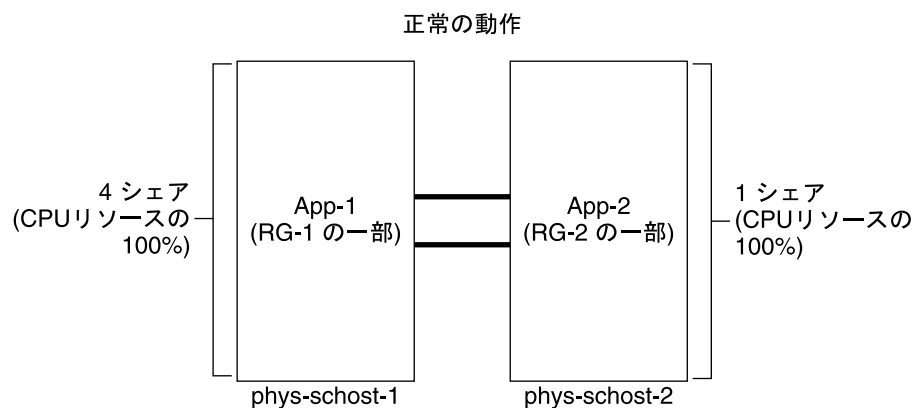 正常の動作
4 シェア
(CPUリソースの
100%)
App-1
(RG-1 の一部)
App-2
(RG-2 の一部)
1 シェア
(CPUリソースの
100%)
phys-schost-1
phys-schost-2